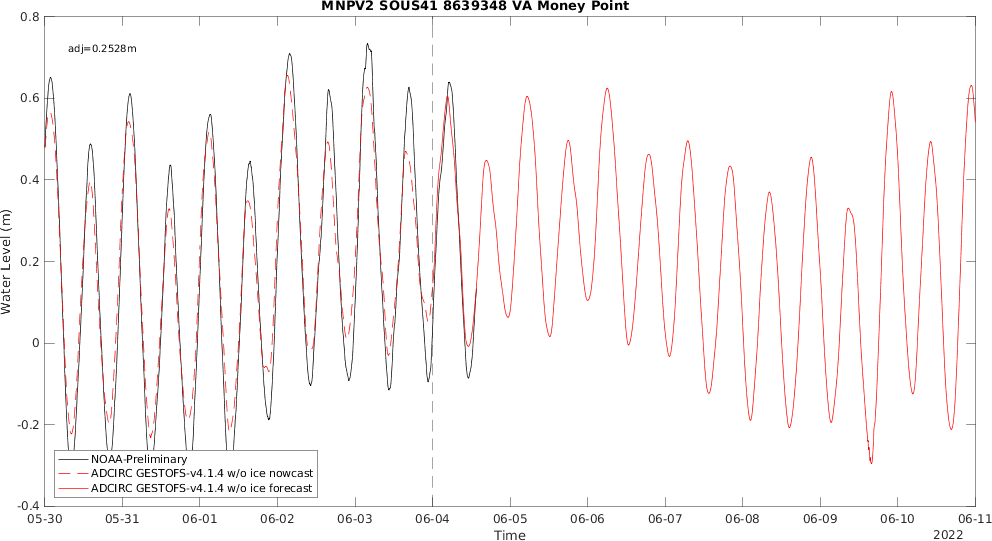 MNPV2 SOUS41 8639348 VA Money Point
adj=0.2528m
0.8
0.6
0.4
0.2
0
-0.2
-0.4
Water Level (m)
NOAA-Preliminary
ADCIRC GESTOFS-v4.1.4 w/o ice nowcast
ADCIRC GESTOFS-v4.1.4 w/o ice forecast
05-30 05-31 06-01 06-02 06-03 06-04 06-05 06-06 06-07 06-08 06-09 06-10 06-11
Time
2022